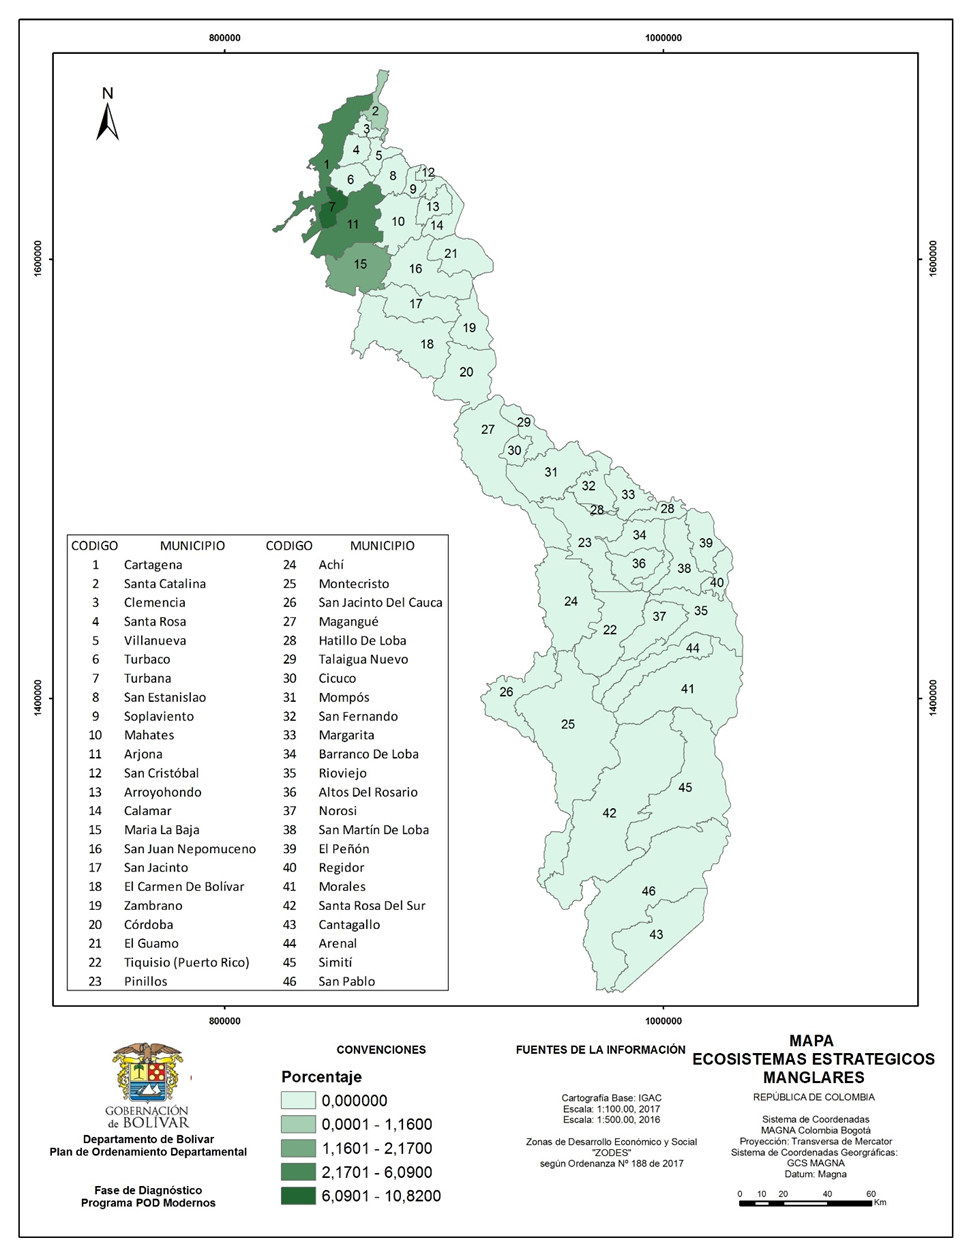 800000 1000000
N
1600000 1600000
1400000 1400000
1
2
3
4
5
6
7
8
9
12
13
10
11
14
15
16
21
17
19
18
20
27
29
30
31
32
33
28
28
23
34
39
36
38
40
24
22
37
35
44
26
25
41
45
42
46
43
CODIGO MUNICIPIO CODIGO MUNICIPIO
1 Cartagena 24 Achí
2 Santa Catalina 25 Montecristo
3 Clemencia 26 San Jacinto Del Cauca
4 Santa Rosa 27 Magangué
5 Villanueva 28 Hatillo De Loba
6 Turbaco 29 Talaigua Nuevo
7 Turbana 30 Cicuco
8 San Estanislao 31 Mompós
9 Soplaviento 32 San Fernando
10 Mahates 33 Margarita
11 Arjona 34 Barranco De Loba
12 San Cristóbal 35 Rioviejo
13 Arroyohondo 36 Altos Del Rosario
14 Calamar 37 Norosi
15 Maria La Baja 38 San Martín De Loba
16 San Juan Nepomuceno 39 El Peñón
17 San Jacinto 40 Regidor
18 El Carmen De Bolívar 41 Morales
19 Zambrano 42 Santa Rosa Del Sur
20 Córdoba 43 Cantagallo
21 El Guamo 44 Arenal
22 Tiquisio (Puerto Rico) 45 Simití
23 Pinillos 46 San Pablo
800000 1000000
GOBERNACIÓN
de BOLÍVAR
Departamento de Bolivar
Plan de Ordenamiento Departamental
Fase de Diagnóstico
Programa POD Modernos
CONVENCIONES
Porcentaje
0,000000
0,0001 - 1,1600
1,1601 - 2,1700
2,1701 - 6,0900
6,0901 - 10,8200
FUENTES DE LA INFORMACIÓN
Cartografía Base: IGAC
Escala: 1:100.00, 2017
Escala: 1:500.00, 2016
Zonas de Desarrollo Económico y Social
"ZODES"
según Ordenanza Nº 188 de 2017
MAPA
ECOSISTEMAS ESTRATEGICOS
MANGLARES
REPÚBLICA DE COLOMBIA
Sistema de Coordenadas
MAGNA Colombia Bogotá
Proyección: Transversa de Mercator
Sistema de Coordenadas Georgráficas:
GCS MAGNA
Datum: Magna
0 10 20 40 60
Km